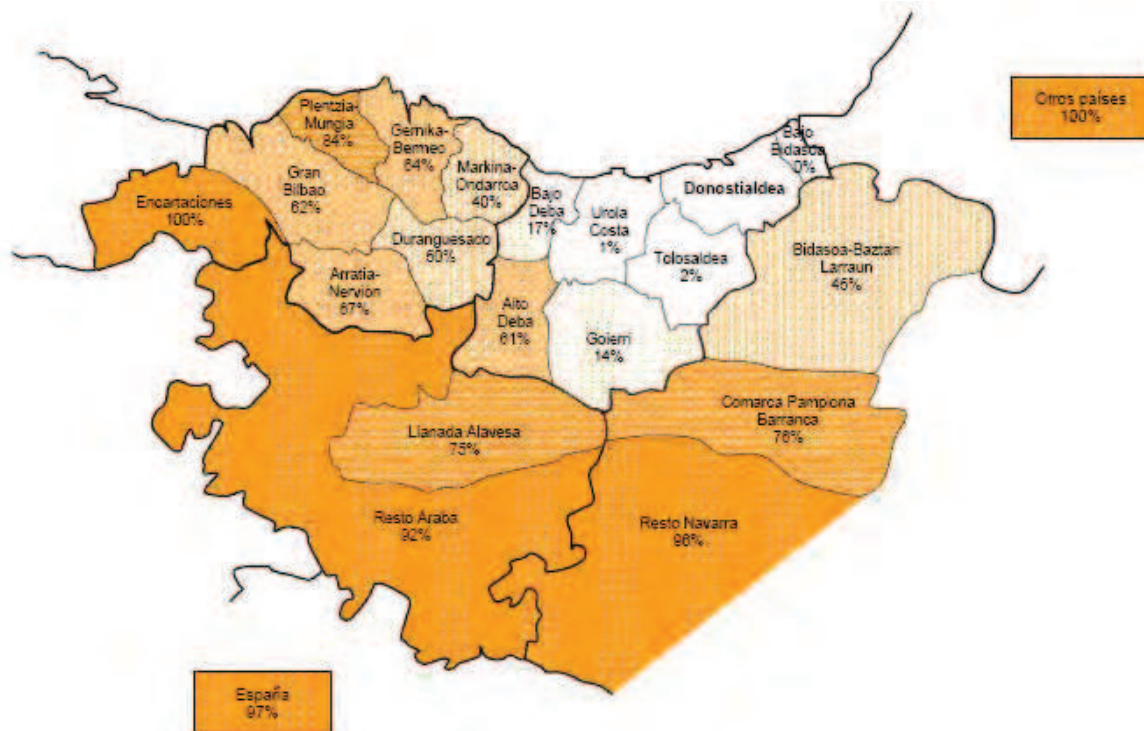 Otros países
100%
Plentzia-
Mungia
84%
Gernika-
Bermeo
64%
Bajo
Bidasoa
0%
Gran
Bilbao
62%
Markina-
Ondarroa
40%
Bajo
Deba
17%
Urola
Costa
1%
Donostialdea
Encartaciones
100%
Duranguesado
60%
Tolosaldea
2%
Bidasoa-Baztan
Larraun
46%
Arratia-
Nervión
67%
Alto
Deba
61%
Goierri
14%
Comarca Pamplona
Barranca
76%
Llanada Alavesa
75%
Resto Araba
92%
Resto Navarra
96%
España
97%